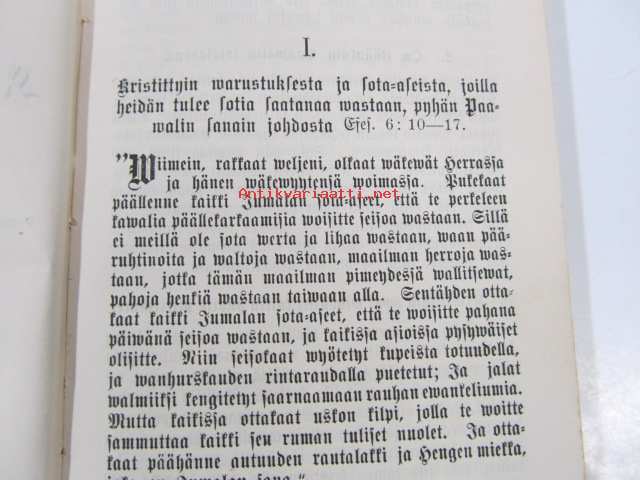 I.
Kristittyin warustuksesta ja sota-aseista, joilla
heidän tulee sotia saatanaa wastaan, pyhän Paa-
walin sanain johdosta Efes. 6: 10—17.
"Wiimein, rakkaat weljeni, olkaat wäkewät Herrassa
ja hänen wäkewyytensä woimassa. Pukekaat
Antikvariaatti.net
päällenne kaikki Jumalan sota-aseet, että te perkeleen
kawalia päällekarkaamisia woisitte seisoa wastaan. Sillä
ei meillä ole sota werta ja lihaa wastaan, waan pää-
ruhtinoita ja waltoja wastaan, maailman herroja was-
taan, jotka tämän maailman pimeydessä wallitsewat,
pahoja henkiä wastaan taiwaan alla. Sentähden otta-
kaat kaikki Jumalan sota-aseet, että te woisitte pahana
päiwänä seisoa wastaan, ja kaikissa asioissa pysywäiset
olisitte. Niin seisokaat wyötetyt kupeista totuudella,
ja wanhurskauden rintaraudalla puetetut; Ja jalat
walmiiksi kengitetyt saarnaamaan rauhan ewankeliumia.
Mutta kaikissa ottakaat uskon kilpi, jolla te woitte
sammuttaa kaikki sen ruman tuliset nuolet. Ja otta-
kaat päähänne autuuden rautalakki ja Hengen miekka,
Jumalan sana."